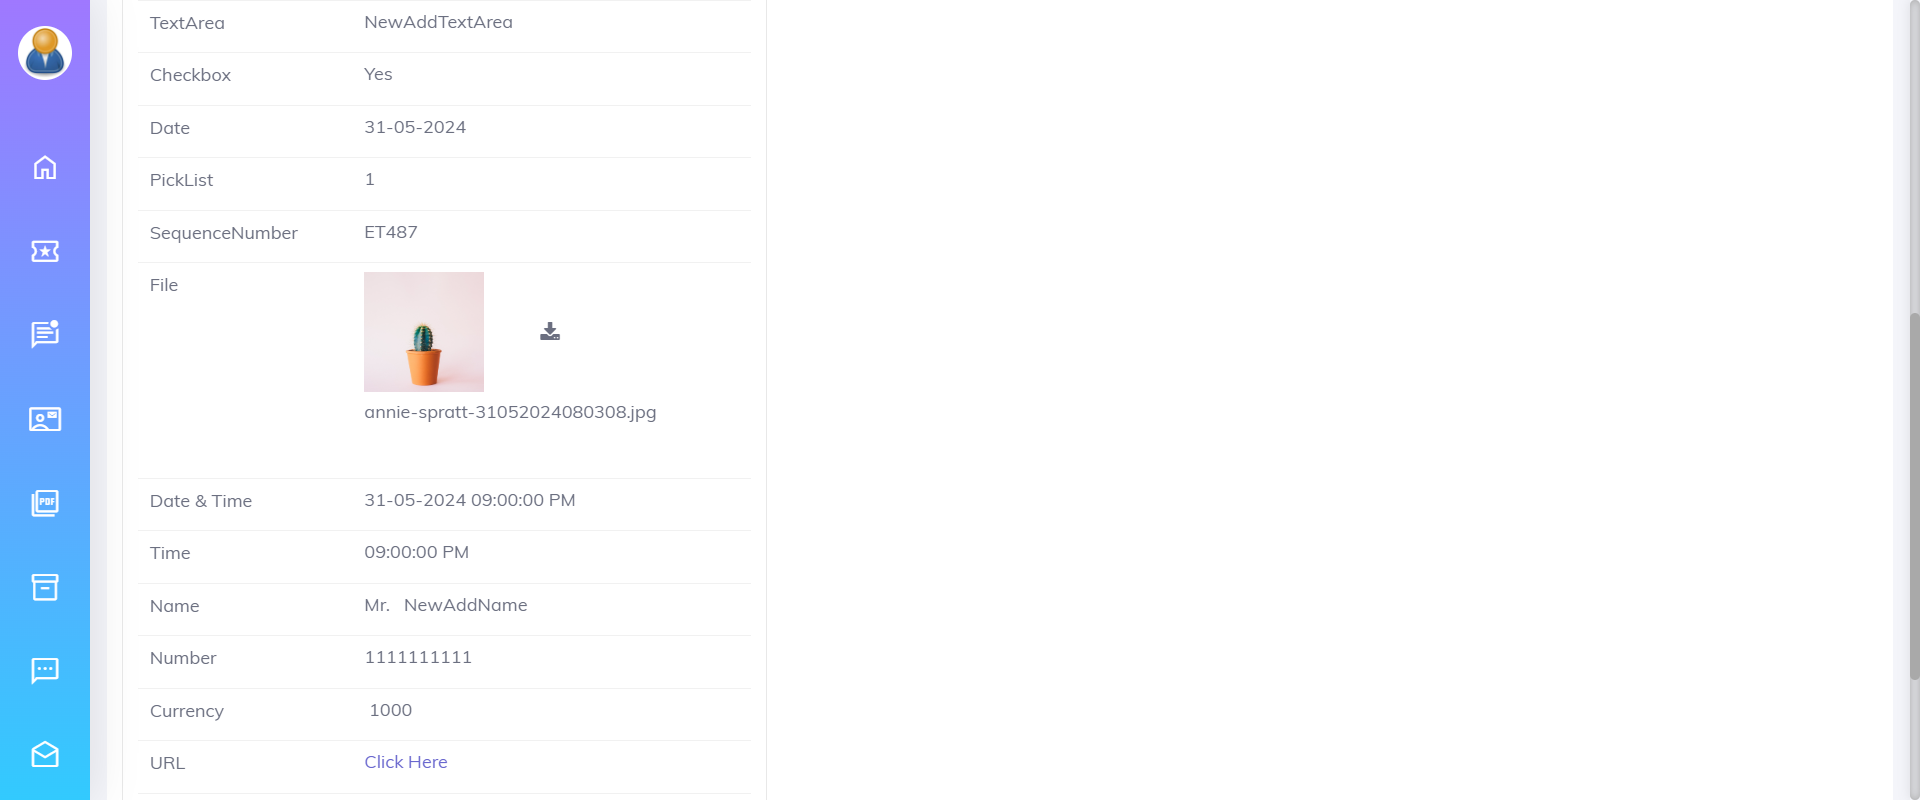 TextArea NewAddTextArea
Checkbox Yes
Date 31-05-2024
PickList 1
SequenceNumber ET487
File
annie-spratt-31052024080308.jpg
Date & Time 31-05-2024 09:00:00 PM
Time 09:00:00 PM
Name Mr. NewAddName
Number 1111111111
Currency 1000
URL Click Here
PDF